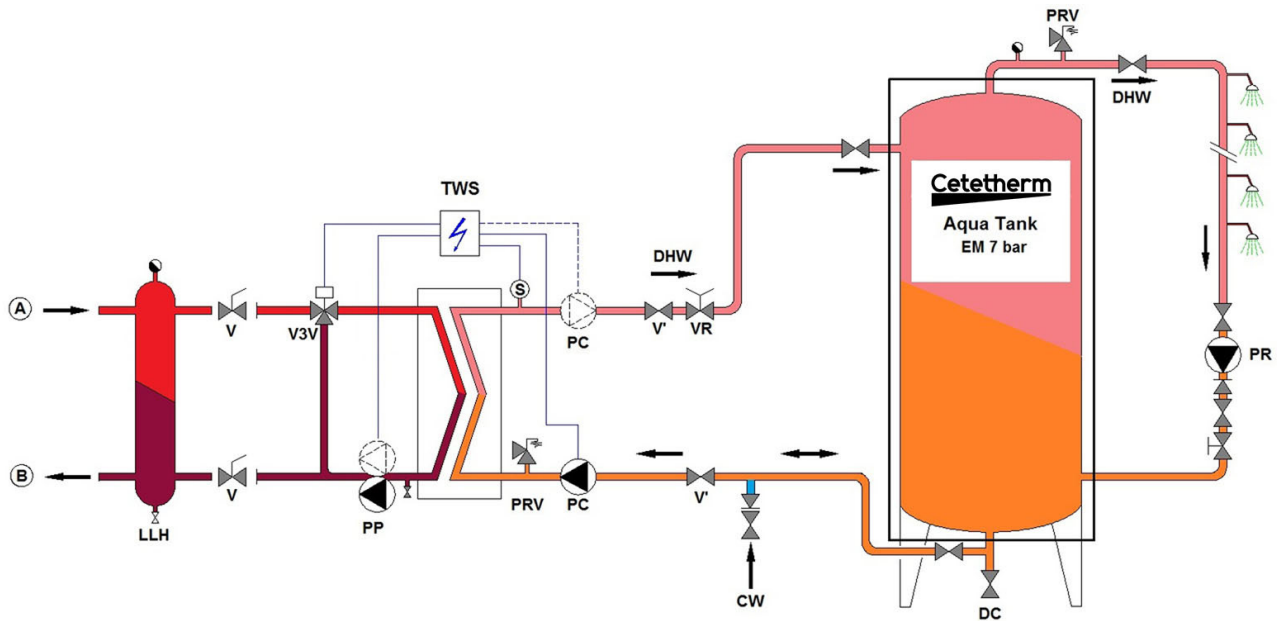 PRV
DHW
Cetetherm
Aqua Tank
EM 7 bar
TWS
DHW
S
A
V
V3V
PC
V'
VR
PR
B
V
LLH
PP
PRV
PC
V'
CW
DC